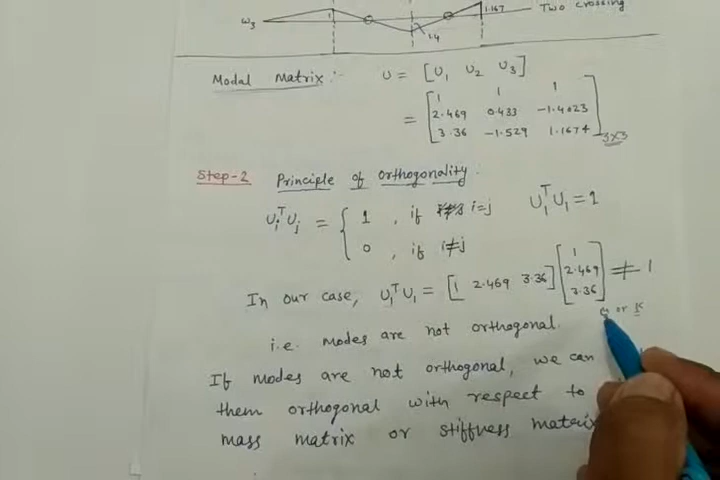 ω3 1 1.4 1.167 Two crossing
Modal Matrix :- U = [U1 U2 U3]
= [1 1 1
2.469 0.433 -1.4023
3.36 -1.529 1.1674] 3x3
Step-2 Principle of orthogonality.
UiT Uj = { 1 , if i=j U1T U1 = 1
0 , if i≠j
In our case, U1T U1 = [1 2.469 3.36] [1 2.469 3.36] ≠ 1
M or K
i.e. modes are not orthogonal.
If modes are not orthogonal, we can
them orthogonal with respect to
mass matrix or stiffness matrix